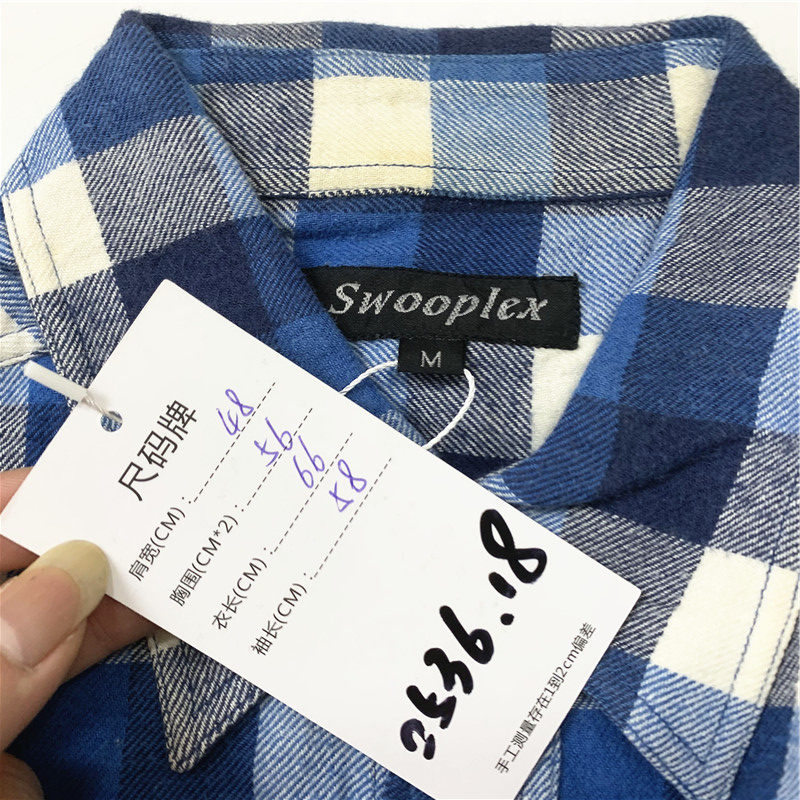 Swooplex
M
尺码牌
肩宽(CM): 48
胸围(CM*2): 56
衣长(CM): 66
袖长(CM): 58
2536.18
手工测量存在1到2cm偏差